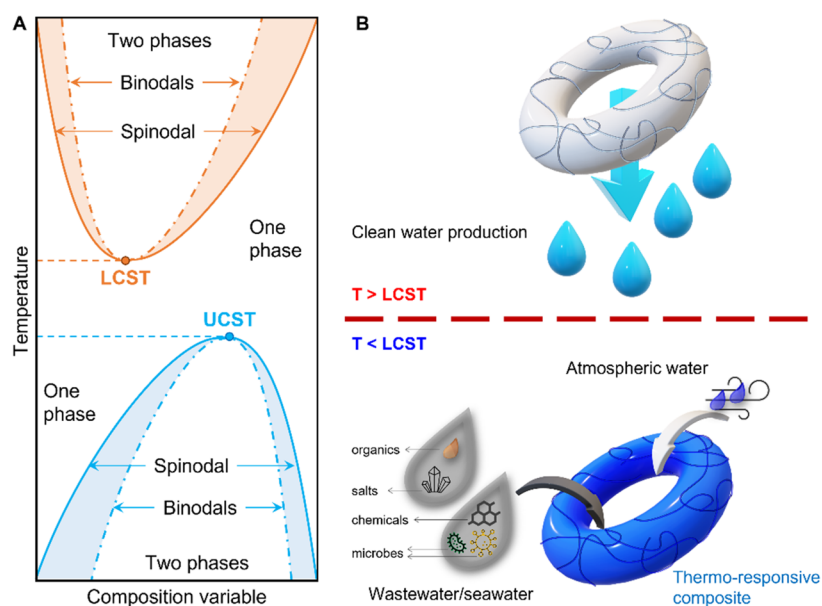 A
Two phases
Binodals
Spinodal
One
phase
LCST
UCST
One
phase
Spinodal
Binodals
Two phases
Temperature
Composition variable
B
Clean water production
T > LCST
T < LCST
Atmospheric water
organics
salts
chemicals
microbes
Wastewater/seawater
Thermo-responsive
composite